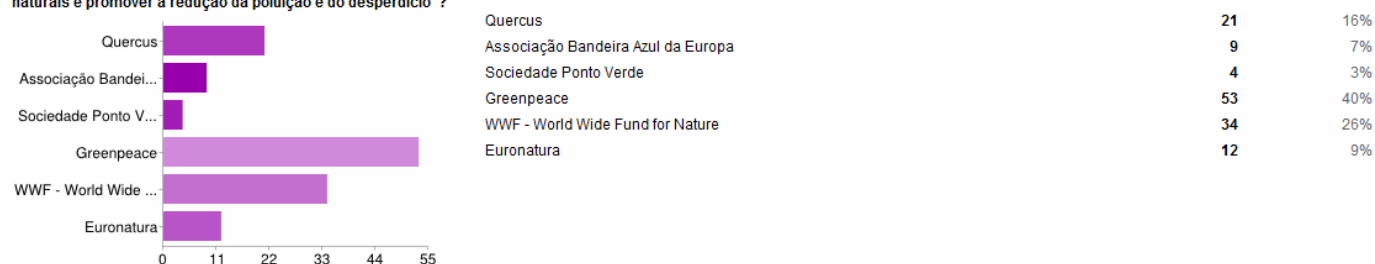 naturais e promover a redução da poluição e do desperdício"?
Quercus
Associação Bandei...
Sociedade Ponto V...
Greenpeace
WWF - World Wide ...
Euronatura
0 11 22 33 44 55
Quercus 21 16%
Associação Bandeira Azul da Europa 9 7%
Sociedade Ponto Verde 4 3%
Greenpeace 53 40%
WWF - World Wide Fund for Nature 34 26%
Euronatura 12 9%